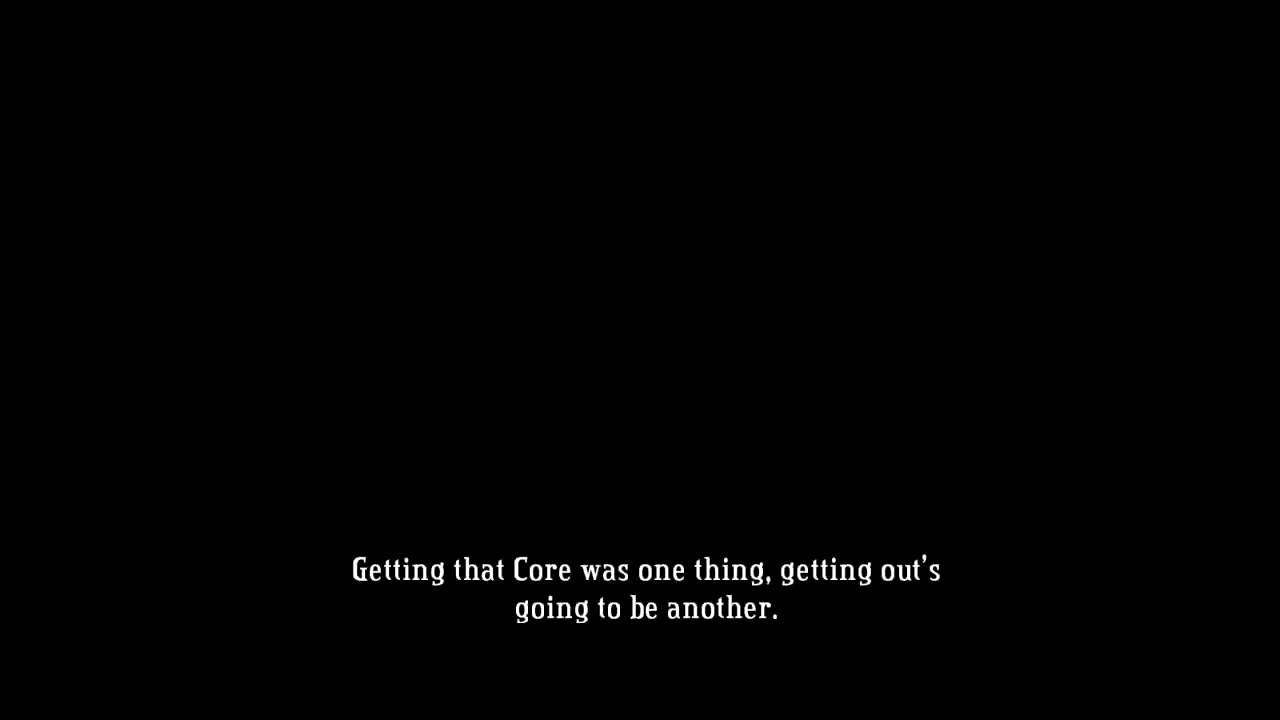 Getting that Core was one thing, getting out's
going to be another.